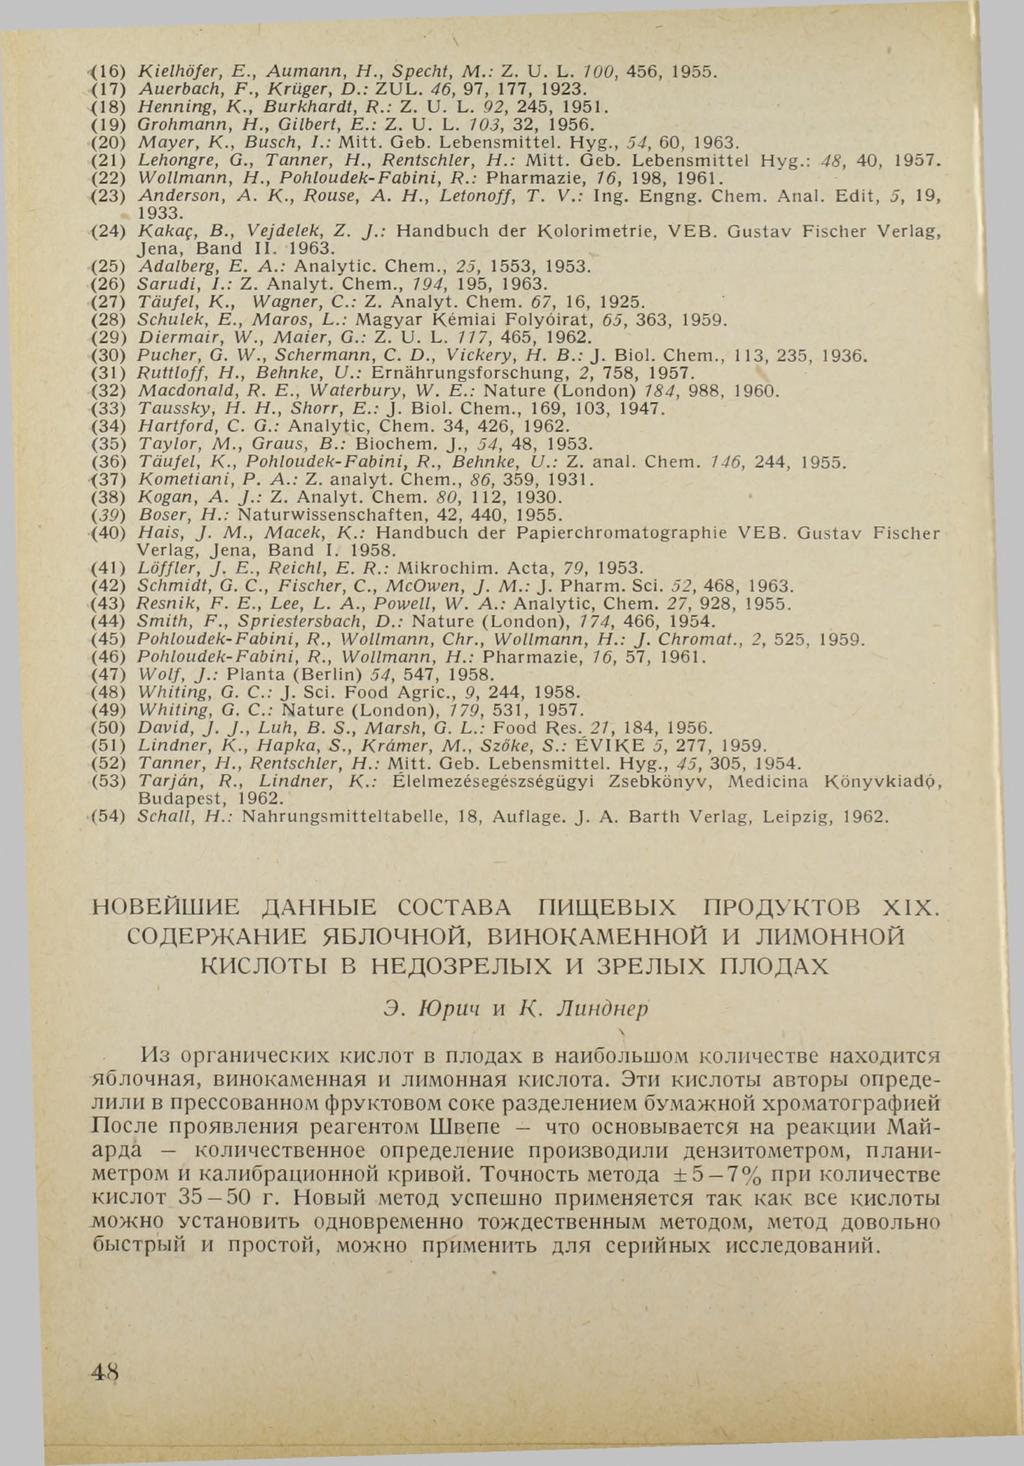 (16) Kielhöfer, E., Aumann, H., Specht, M.: Z. U. L. 100, 456, 1955.
(17) Auerbach, F., Krüger, D.: ZUL. 46, 97, 177, 1923.
(18) Henning, K., Burkhardt, R.: Z. U. L. 92, 245, 1951.
(19) Grohmann, H., Gilbert, E.: Z. U. L. 103, 32, 1956.
(20) Mayer, K., Busch, I.: Mitt. Geb. Lebensmittel. Hyg., 54, 60, 1963.
(21) Lehongre, G., Tanner, H., Rentschler, H.: Mitt. Geb. Lebensmittel Hyg.: 48, 40, 1957.
(22) Wollmann, H., Pohloudek-Fabini, R.: Pharmazie, 16, 198, 1961.
(23) Anderson, A. K., Rouse, A. H., Letonoff, T. V.: Ing. Engng. Chem. Anal. Edit, 5, 19,
1933.
(24) Kakaç, B., Vejdelek, Z. J.: Handbuch der Kolorimetrie, VEB. Gustav Fischer Verlag,
Jena, Band II. 1963.
(25) Adalberg, E. A.: Analytic. Chem., 25, 1553, 1953.
(26) Sarudi, I.: Z. Analyt. Chem., 194, 195, 1963.
(27) Täufel, K., Wagner, C.: Z. Analyt. Chem. 67, 16, 1925.
(28) Schulek, E., Maros, L.: Magyar Kémiai Folyóirat, 65, 363, 1959.
(29) Diermair, W., Maier, G.: Z. U. L. 117, 465, 1962.
(30) Pucher, G. W., Schermann, C. D., Vickery, H. B.: J. Biol. Chem., 113, 235, 1936.
(31) Ruttloff, H., Behnke, U.: Ernährungsforschung, 2, 758, 1957.
(32) Macdonald, R. E., Waterbury, W. E.: Nature (London) 184, 988, 1960.
(33) Taussky, H. H., Shorr, E.: J. Biol. Chem., 169, 103, 1947.
(34) Hartford, C. G.: Analytic, Chem. 34, 426, 1962.
(35) Taylor, M., Graus, B.: Biochem. J., 54, 48, 1953.
(36) Täufel, K., Pohloudek-Fabini, R., Behnke, U.: Z. anal. Chem. 146, 244, 1955.
(37) Kometiani, P. A.: Z. analyt. Chem., 86, 359, 1931.
(38) Kogan, A. J.: Z. Analyt. Chem. 80, 112, 1930.
(39) Boser, H.: Naturwissenschaften, 42, 440, 1955.
(40) Hais, J. M., Macek, K.: Handbuch der Papierchromatographie VEB. Gustav Fischer
Verlag, Jena, Band I. 1958.
(41) Löffler, J. E., Reichl, E. R.: Mikrochim. Acta, 79, 1953.
(42) Schmidt, G. C., Fischer, C., McOwen, J. M.: J. Pharm. Sci. 52, 468, 1963.
(43) Resnik, F. E., Lee, L. A., Powell, W. A.: Analytic, Chem. 27, 928, 1955.
(44) Smith, F., Spriestersbach, D.: Nature (London), 174, 466, 1954.
(45) Pohloudek-Fabini, R., Wollmann, Chr., Wollmann, H.: J. Chromat., 2, 525, 1959.
(46) Pohloudek-Fabini, R., Wollmann, H.: Pharmazie, 16, 57, 1961.
(47) Wolf, J.: Planta (Berlin) 54, 547, 1958.
(48) Whiting, G. C.: J. Sci. Food Agric., 9, 244, 1958.
(49) Whiting, G. C.: Nature (London), 179, 531, 1957.
(50) David, J. J., Luh, B. S., Marsh, G. L.: Food Res. 21, 184, 1956.
(51) Lindner, K., Hapka, S., Krámer, M., Szőke, S.: ÉVIKE 5, 277, 1959.
(52) Tanner, H., Rentschler, H.: Mitt. Geb. Lebensmittel. Hyg., 45, 305, 1954.
(53) Tarján, R., Lindner, K.: Élelmezésegészségügyi Zsebkönyv, Medicina Könyvkiadó,
Budapest, 1962.
(54) Schall, H.: Nahrungsmitteltabelle, 18, Auflage. J. A. Barth Verlag, Leipzig, 1962.
НОВЕЙШИЕ ДАННЫЕ СОСТАВА ПИЩЕВЫХ ПРОДУКТОВ XIX.
СОДЕРЖАНИЕ ЯБЛОЧНОЙ, ВИНОКАМЕННОЙ И ЛИМОННОЙ
КИСЛОТЫ В НЕДОЗРЕЛЫХ И ЗРЕЛЫХ ПЛОДАХ
Э. Юрич и К. Линднер
Из органических кислот в плодах в наибольшом количестве находится
яблочная, винокаменная и лимонная кислота. Эти кислоты авторы опреде-
лили в прессованном фруктовом соке разделением бумажной хроматографией
После проявления реагентом Швепе – что основывается на реакции Май-
арда – количественное определение производили дензитометром, плани-
метром и калибрационной кривой. Точность метода ±5–7% при количестве
кислот 35–50 г. Новый метод успешно применяется так как все кислоты
можно установить одновременно тождественным методом, метод довольно
быстрый и простой, можно применить для серийных исследований.
48